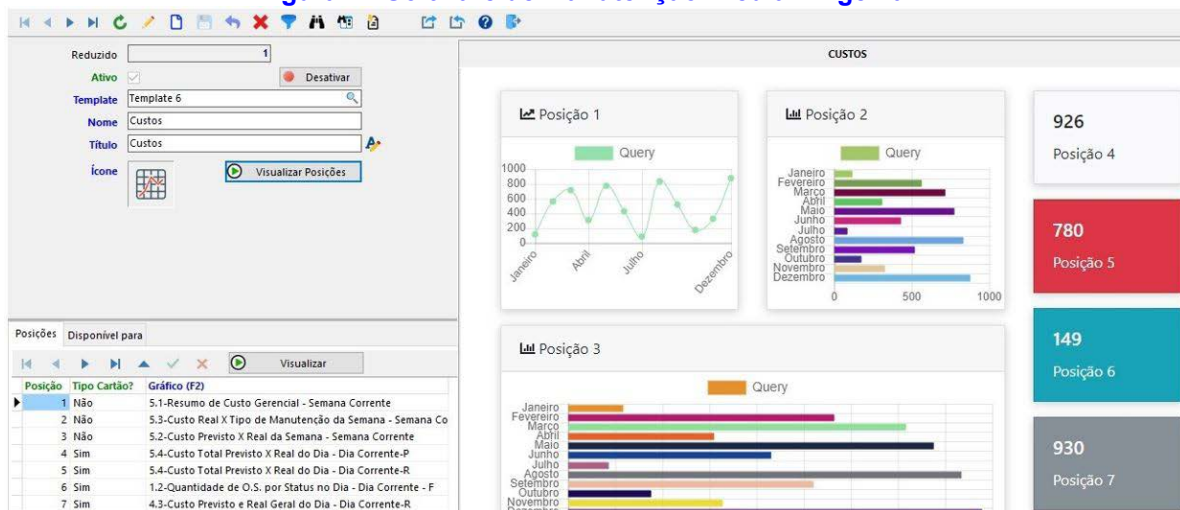 Reduzido 1
Ativo Desativar
Template Template 6
Nome Custos
Título Custos
Ícone Visualizar Posições
Posições Disponível para
Visualizar
Posição Tipo Cartão? Gráfico (F2)
1 Não 5.1-Resumo de Custo Gerencial - Semana Corrente
2 Não 5.3-Custo Real X Tipo de Manutenção da Semana - Semana Co
3 Não 5.2-Custo Previsto X Real da Semana - Semana Corrente
4 Sim 5.4-Custo Total Previsto X Real do Dia - Dia Corrente-P
5 Sim 5.4-Custo Total Previsto X Real do Dia - Dia Corrente-R
6 Sim 1.2-Quantidade de O.S. por Status no Dia - Dia Corrente - F
7 Sim 4.3-Custo Previsto e Real Geral do Dia - Dia Corrente-R
CUSTOS
Posição 1
Query
1000
800
600
400
200
0
Janeiro Abril Julho Dezembro
Posição 2
Query
Janeiro
Fevereiro
Março
Abril
Maio
Junho
Julho
Agosto
Setembro
Outubro
Novembro
Dezembro
0 500 1000
Posição 3
Query
Janeiro
Fevereiro
Março
Abril
Maio
Junho
Julho
Agosto
Setembro
Outubro
Novembro
Dezembro
926
Posição 4
780
Posição 5
149
Posição 6
930
Posição 7